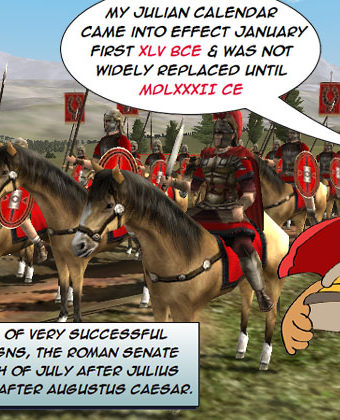 MY JULIAN CALENDAR
CAME INTO EFFECT JANUARY
FIRST XLV BCE & WAS NOT
WIDELY REPLACED UNTIL
MDLXXXII CE
OF VERY SUCCESSFUL
THE ROMAN SENATE
OF JULY AFTER JULIUS
AFTER AUGUSTUS CAESAR.